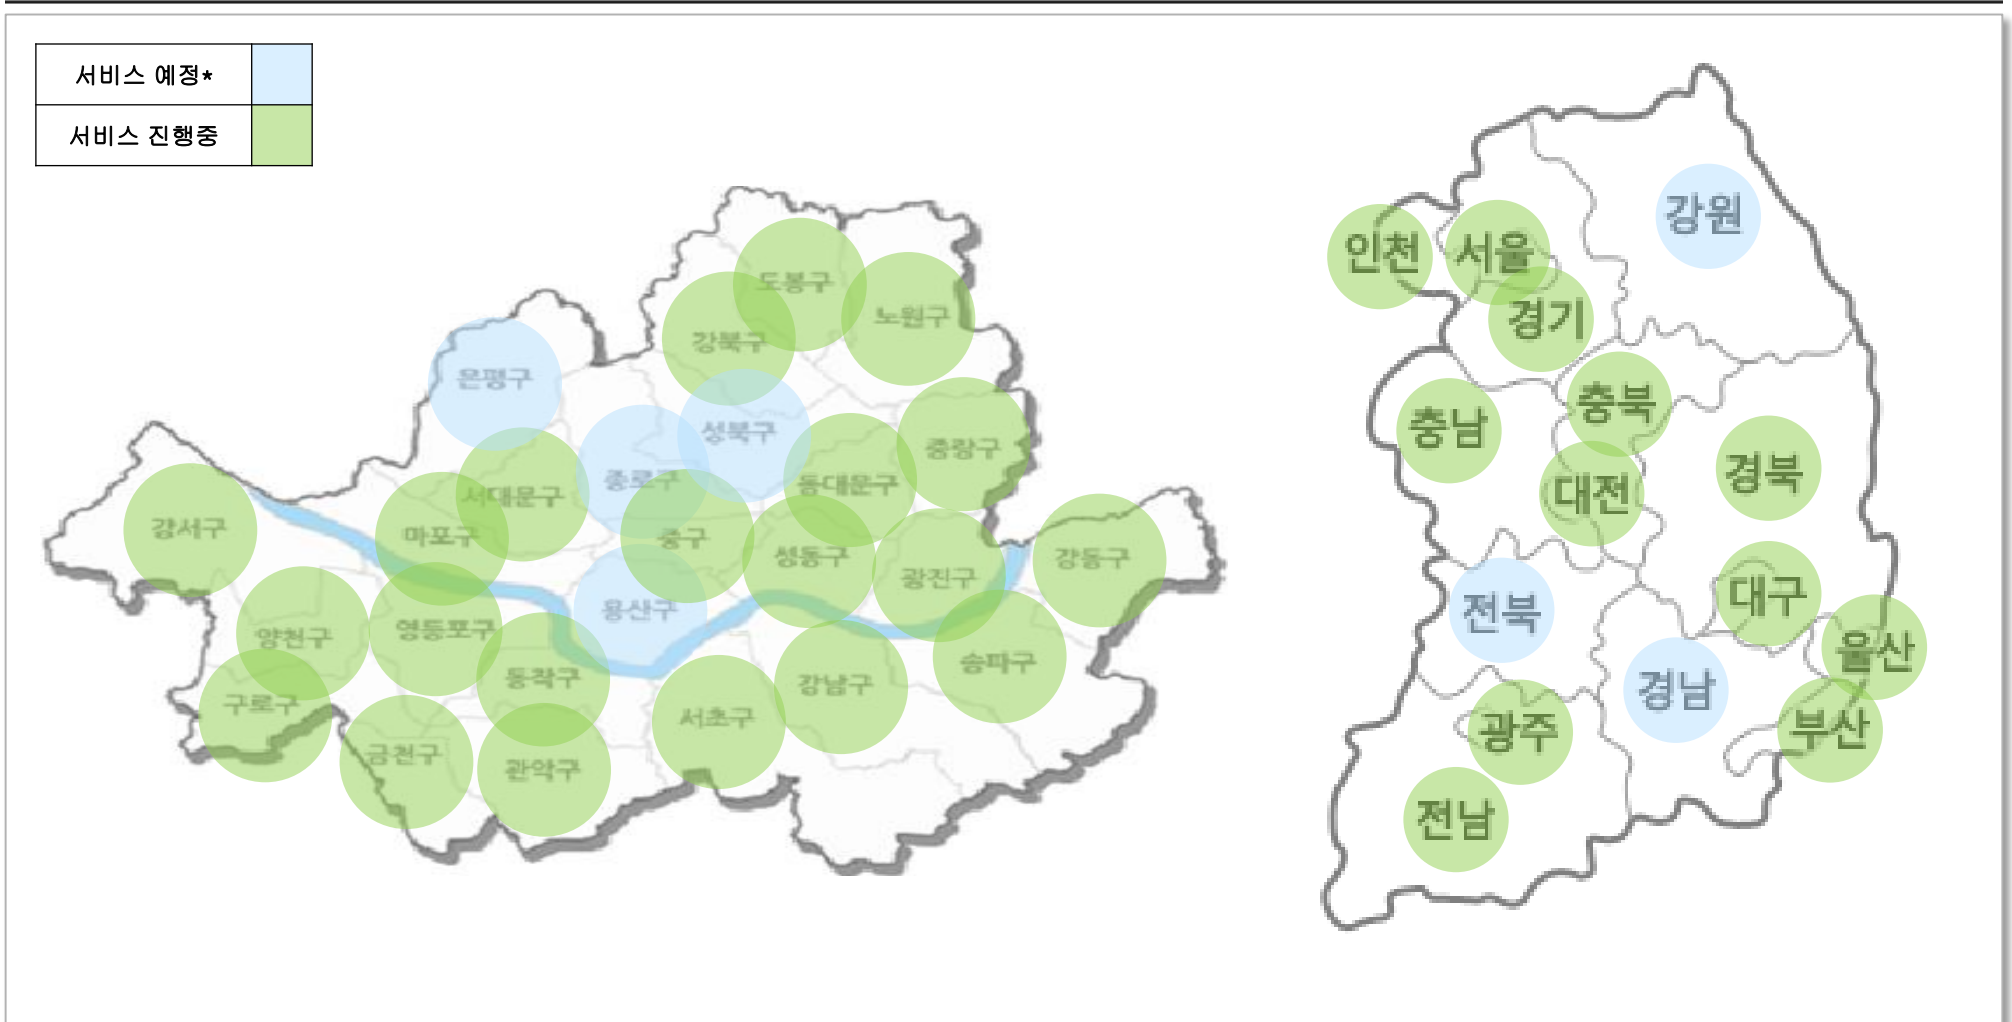 서비스 예정*
서비스 진행중
도봉구
노원구
강북구
은평구
성북구
중랑구
종로구
동대문구
서대문구
강서구
마포구
중구
성동구
광진구
강동구
용산구
양천구
영등포구
송파구
동작구
강남구
구로구
서초구
금천구
관악구
강원
인천
서울
경기
충북
충남
경북
대전
대구
전북
울산
경남
광주
부산
전남